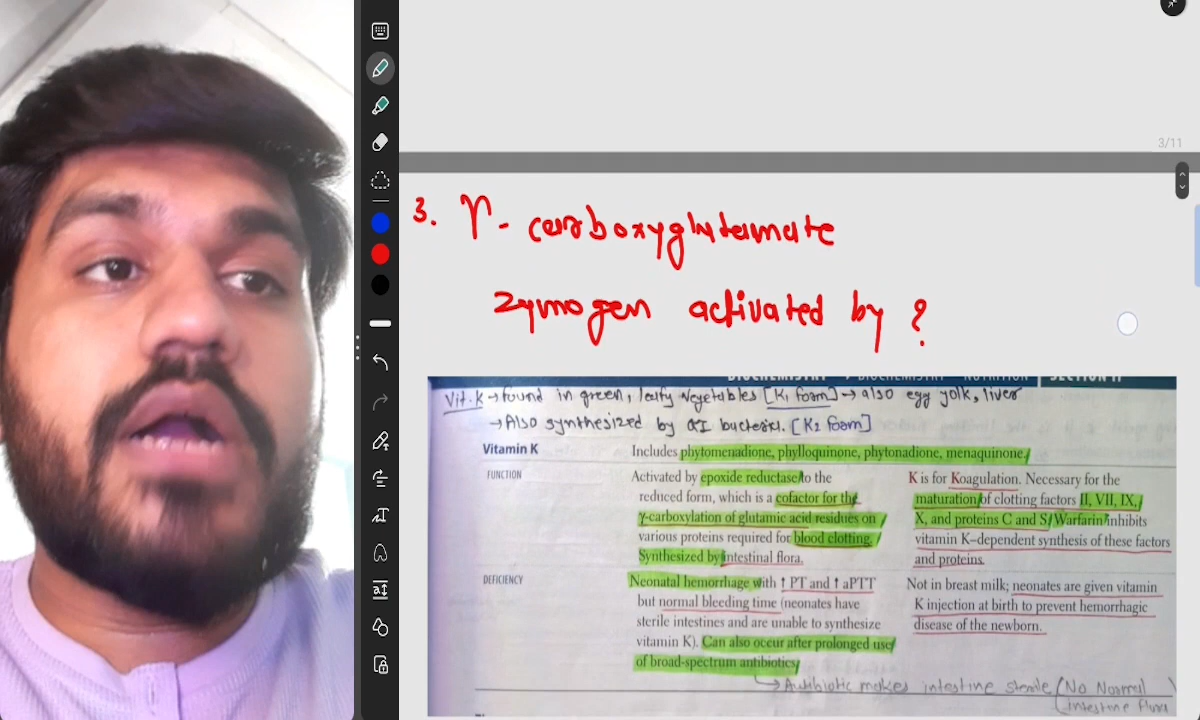 3/11
3. γ- carboxyglutamate
Zymogen activated by ?
BIOCHEMISTRY BIOCHEMISTRY—NUTRITION SECTION II
Vit. K → found in green, leafy vegetables [K1 form] → also egg yolk, liver
→ Also synthesized by GI bacteria. [K2 form]
Vitamin K
Includes phytomenadione, phylloquinone, phytonadione, menaquinone.
FUNCTION
Activated by epoxide reductase to the
reduced form, which is a cofactor for the
γ-carboxylation of glutamic acid residues on
various proteins required for blood clotting.
Synthesized by intestinal flora.
K is for Koagulation. Necessary for the
maturation of clotting factors II, VII, IX,
X, and proteins C and S. Warfarin inhibits
vitamin K–dependent synthesis of these factors
and proteins.
DEFICIENCY
Neonatal hemorrhage with ↑ PT and ↑ aPTT
but normal bleeding time (neonates have
sterile intestines and are unable to synthesize
vitamin K). Can also occur after prolonged use
of broad-spectrum antibiotics.
Not in breast milk; neonates are given vitamin
K injection at birth to prevent hemorrhagic
disease of the newborn.
→ Antibiotic makes intestine sterile (No Normal
intestine flora